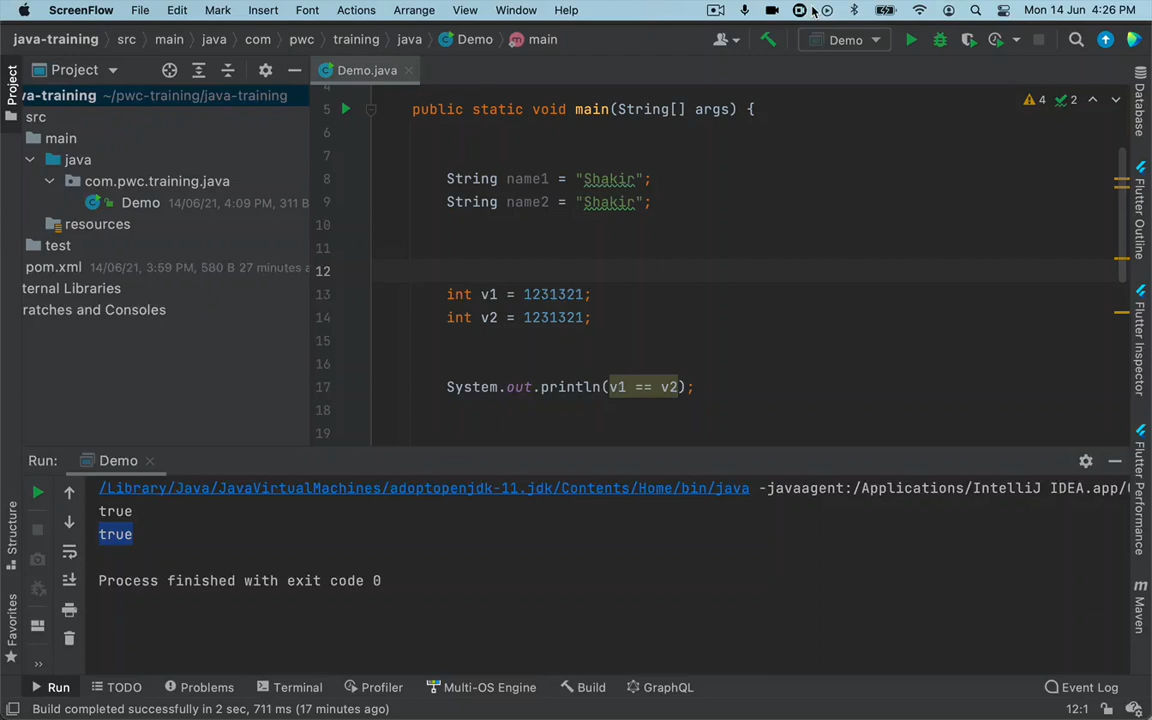 ScreenFlow File Edit Mark Insert Font Actions Arrange View Window Help Mon 14 Jun 4:26 PM
java-training src main java com pwc training java Demo main Demo
Project Demo.java
Project
va-training ~/pwc-training/java-training
src
main
java
com.pwc.training.java
Demo 14/06/21, 4:09 PM, 311 B
resources
test
pom.xml 14/06/21, 3:59 PM, 580 B 27 minutes a
ternal Libraries
ratches and Consoles
4 2
4
5 public static void main(String[] args) {
6
7
8 String name1 = "Shakir";
9 String name2 = "Shakir";
10
11
12
13 int v1 = 1231321;
14 int v2 = 1231321;
15
16
17 System.out.println(v1 == v2);
18
19
Database
Flutter Outline
Flutter Inspector
Flutter Performance
Maven
Run: Demo
/Library/Java/JavaVirtualMachines/adoptopenjdk-11.jdk/Contents/Home/bin/java -javaagent:/Applications/IntelliJ IDEA.app/
true
true
Process finished with exit code 0
Structure
Favorites
Run TODO Problems Terminal Profiler Multi-OS Engine Build GraphQL Event Log
Build completed successfully in 2 sec, 711 ms (17 minutes ago) 12:1